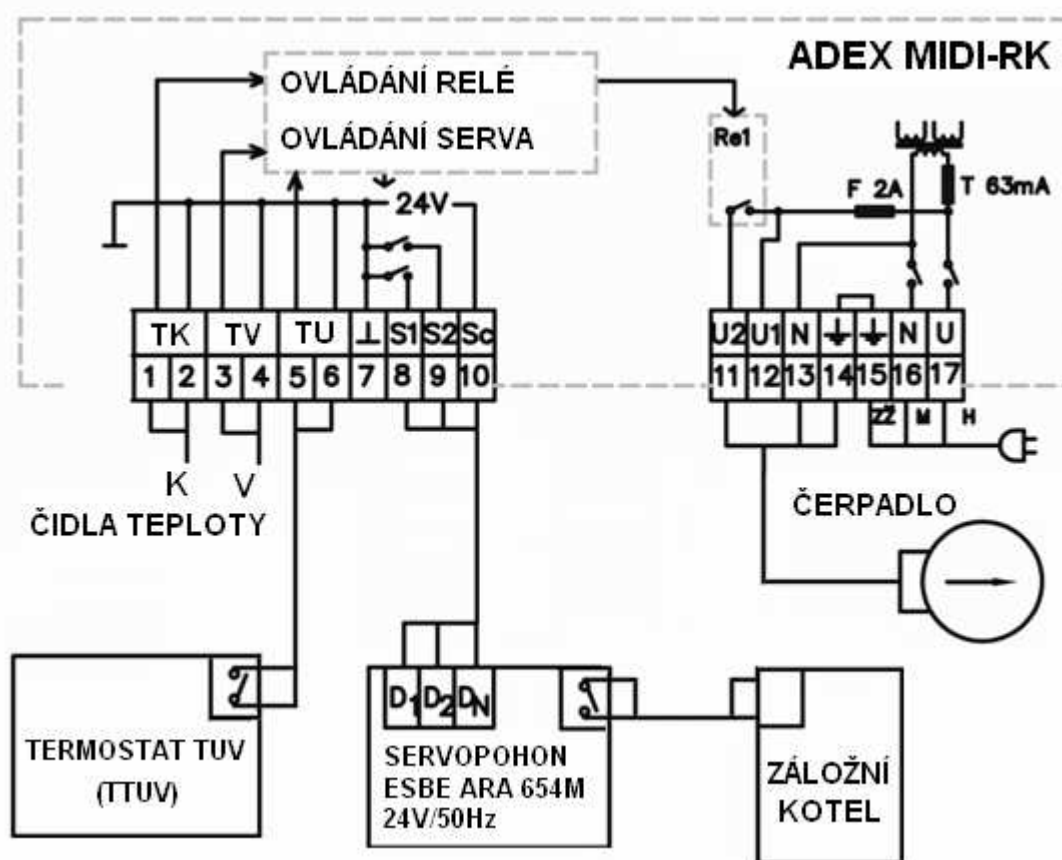 ADEX MIDI-RK
OVLÁDÁNÍ RELÉ
OVLÁDÁNÍ SERVA
Re1
24V
F 2A
T 63mA
TK TV TU ⊥ S1 S2 Sc
1 2 3 4 5 6 7 8 9 10
U2 U1 N ⏚ ⏚ N U
11 12 13 14 15 16 17
ZŽ M H
K V
ČIDLA TEPLOTY
ČERPADLO
TERMOSTAT TUV
(TTUV)
D1 D2 DN
SERVOPOHON
ESBE ARA 654M
24V/50Hz
ZÁLOŽNÍ
KOTEL